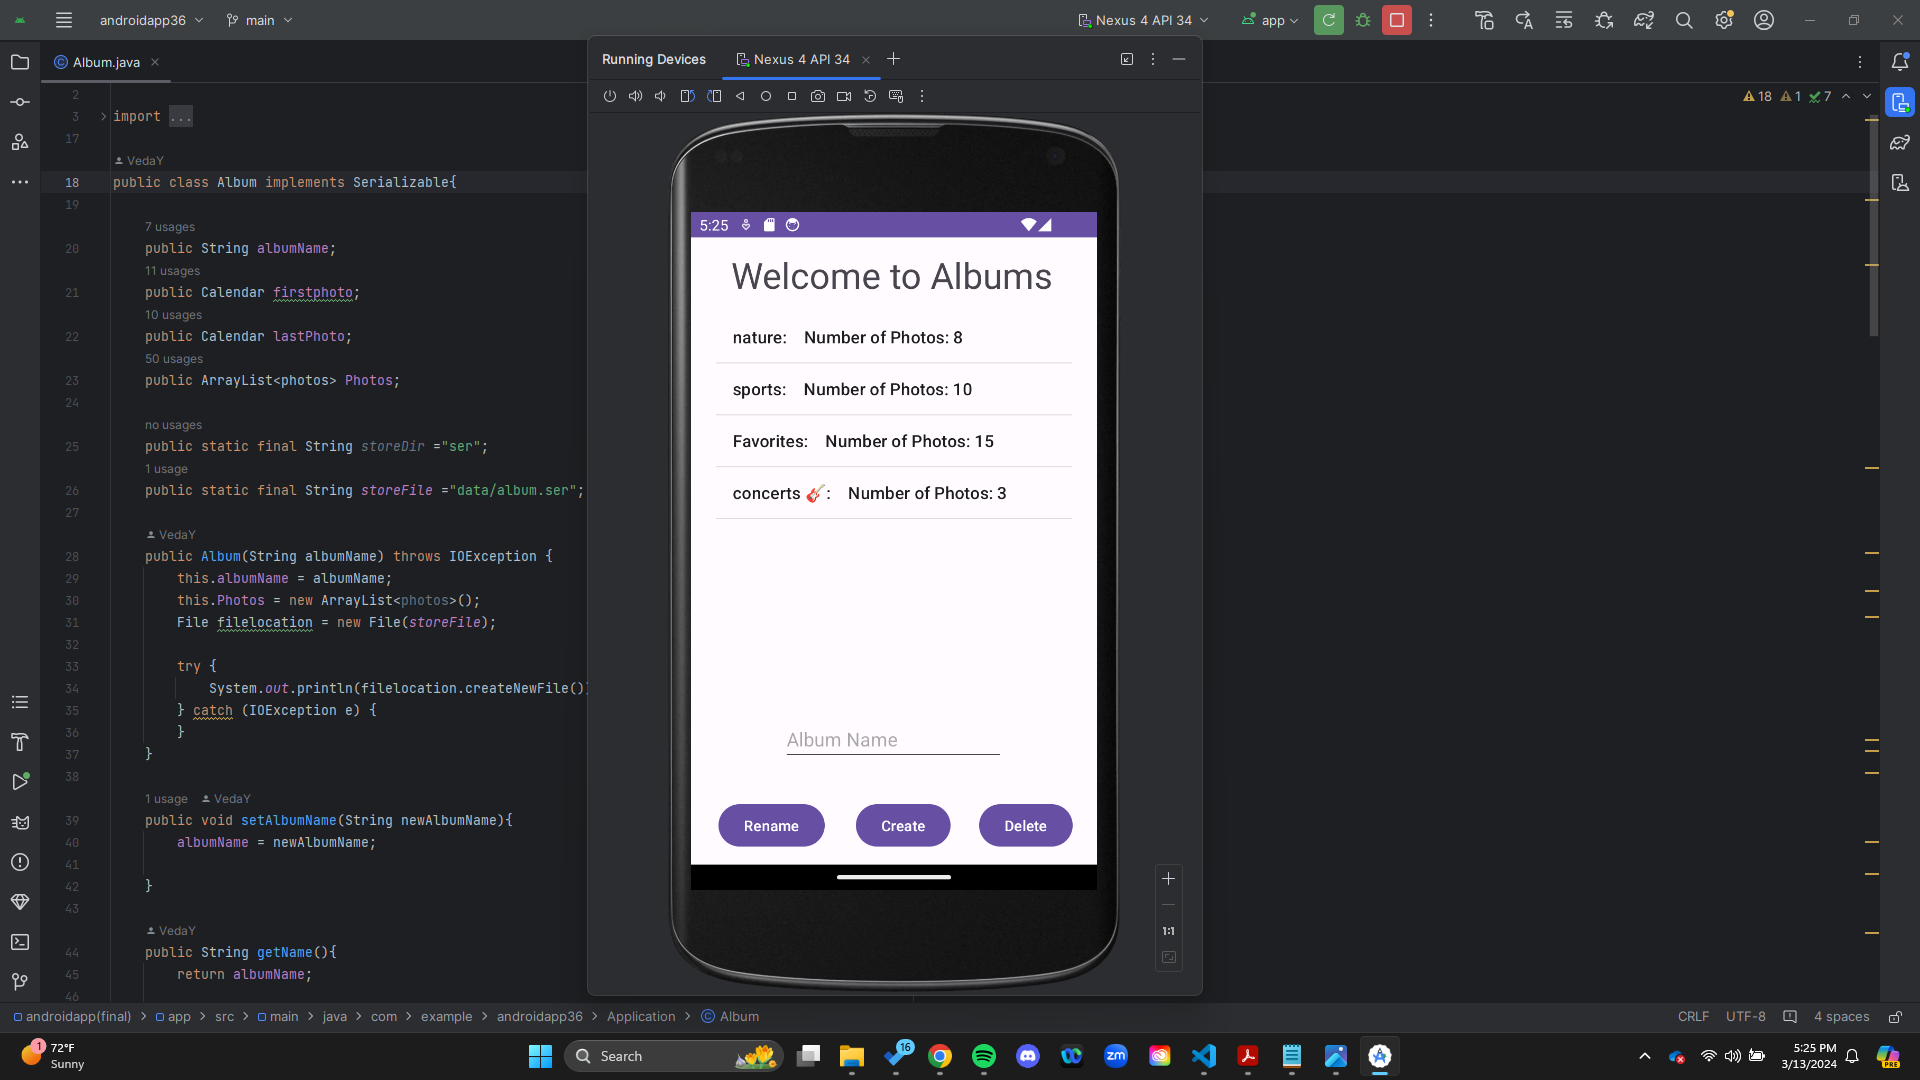 androidapp36
main
Nexus 4 API 34
app
Album.java
18 1 7
2
3 import ...
17
VedaY
18 public class Album implements Serializable{
19
7 usages
20 public String albumName;
11 usages
21 public Calendar firstphoto;
10 usages
22 public Calendar lastPhoto;
50 usages
23 public ArrayList<photos> Photos;
24
no usages
25 public static final String storeDir ="ser";
1 usage
26 public static final String storeFile ="data/album.ser";
27
VedaY
28 public Album(String albumName) throws IOException {
29 this.albumName = albumName;
30 this.Photos = new ArrayList<photos>();
31 File filelocation = new File(storeFile);
32
33 try {
34 System.out.println(filelocation.createNewFile()
35 } catch (IOException e) {
36 }
37 }
38
1 usage VedaY
39 public void setAlbumName(String newAlbumName){
40 albumName = newAlbumName;
41
42 }
43
VedaY
44 public String getName(){
45 return albumName;
46
Running Devices
Nexus 4 API 34
5:25
Welcome to Albums
nature: Number of Photos: 8
sports: Number of Photos: 10
Favorites: Number of Photos: 15
concerts 🎸: Number of Photos: 3
Album Name
Rename Create Delete
1:1
androidapp(final) > app > src > main > java > com > example > androidapp36 > Application > Album
CRLF UTF-8 4 spaces
1
72°F
Sunny
Search
16
zm
PRE
5:25 PM
3/13/2024